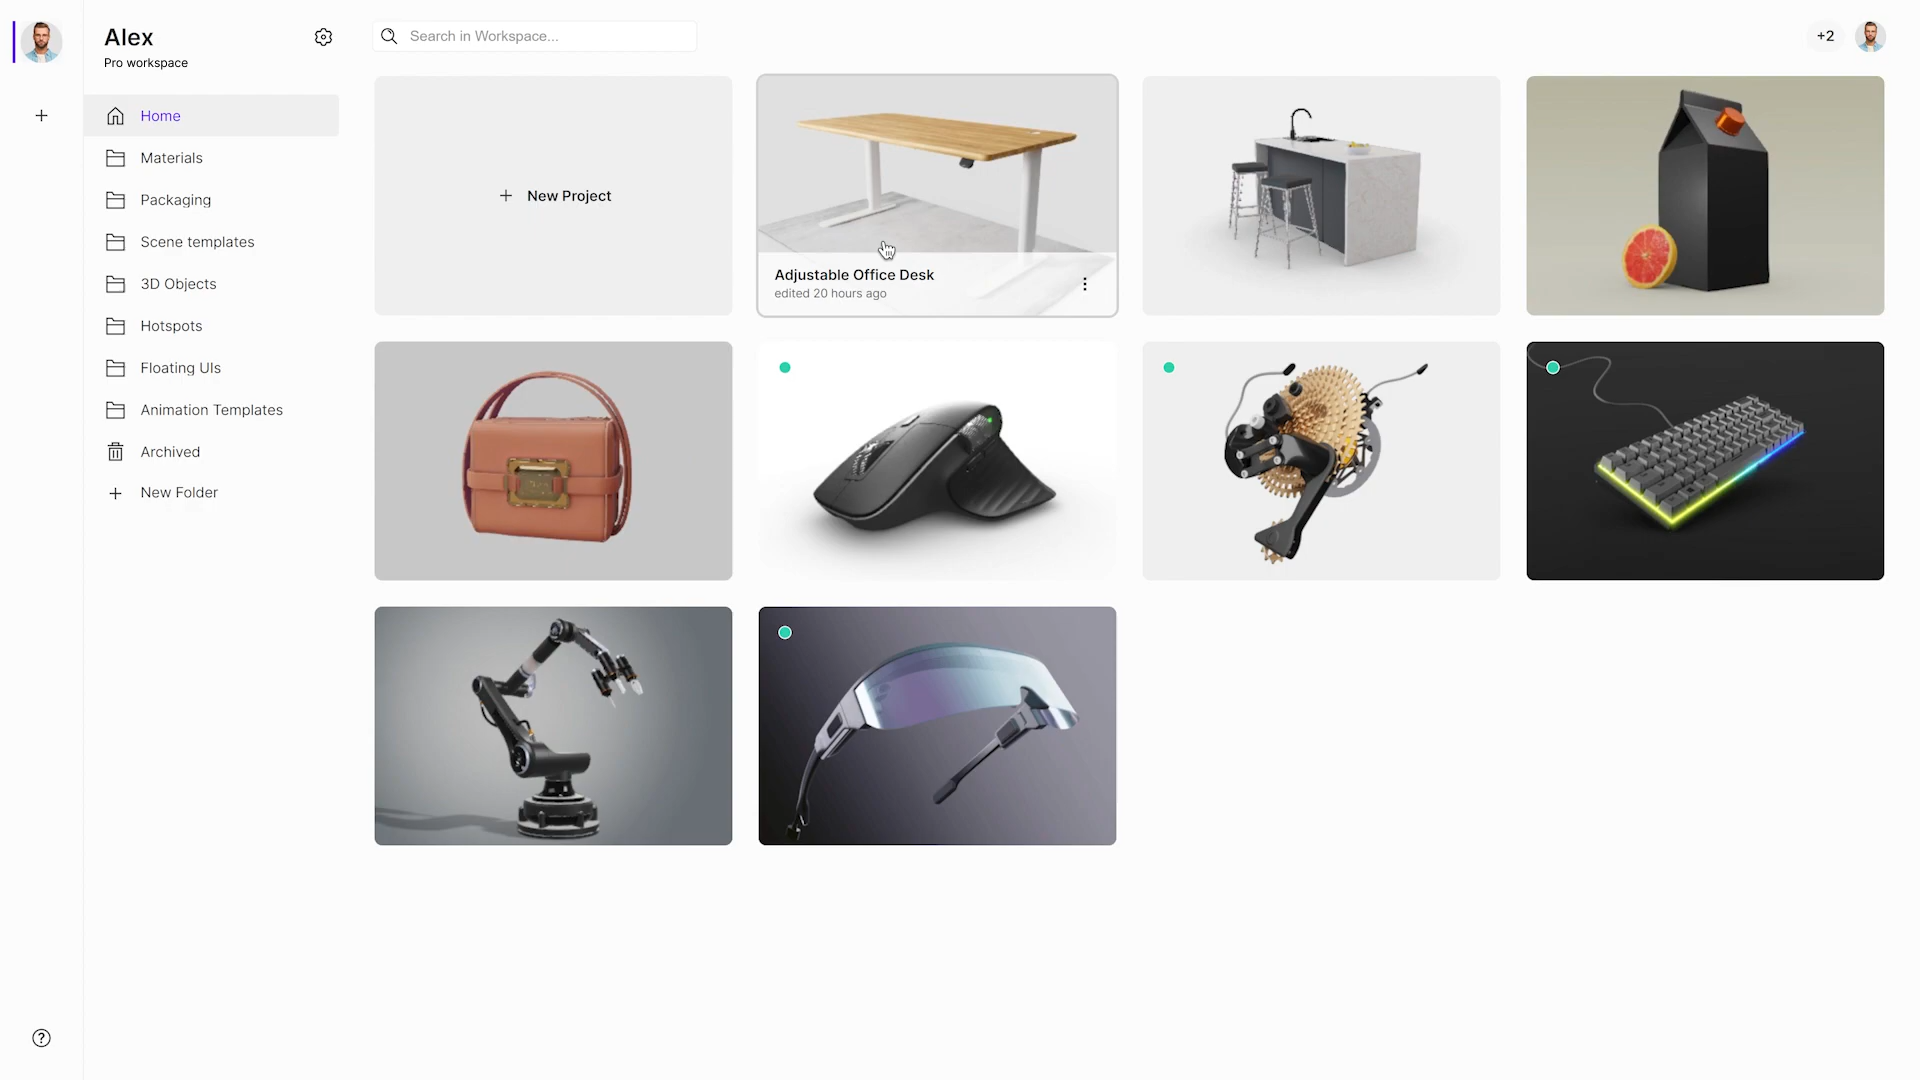 Alex
Pro workspace
Search in Workspace...
+2
Home
Materials
Packaging
Scene templates
3D Objects
Hotspots
Floating UIs
Animation Templates
Archived
New Folder
New Project
Adjustable Office Desk
edited 20 hours ago